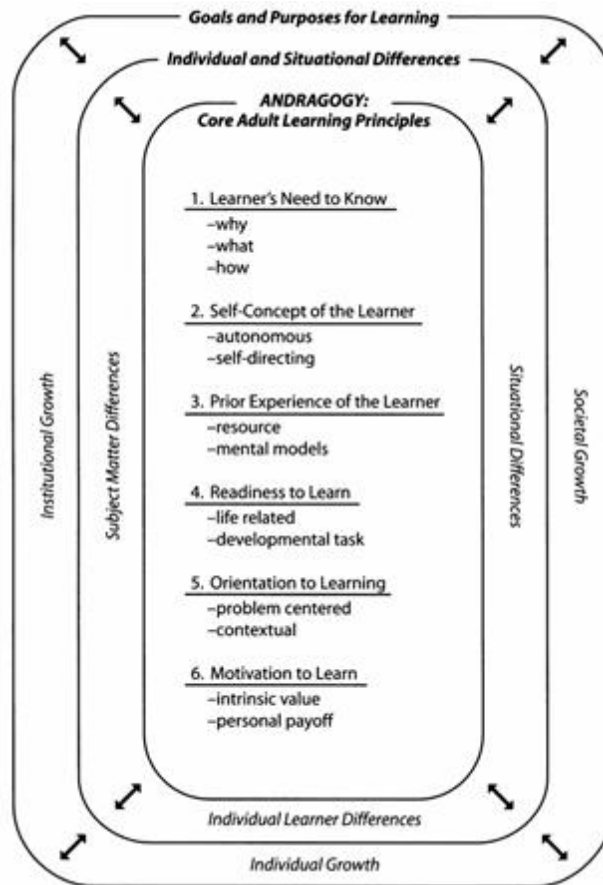 Goals and Purposes for Learning
Individual and Situational Differences
ANDRAGOGY:
Core Adult Learning Principles
1. Learner's Need to Know
–why
–what
–how
2. Self-Concept of the Learner
–autonomous
–self-directing
3. Prior Experience of the Learner
–resource
–mental models
4. Readiness to Learn
–life related
–developmental task
5. Orientation to Learning
–problem centered
–contextual
6. Motivation to Learn
–intrinsic value
–personal payoff
Institutional Growth
Subject Matter Differences
Situational Differences
Societal Growth
Individual Learner Differences
Individual Growth